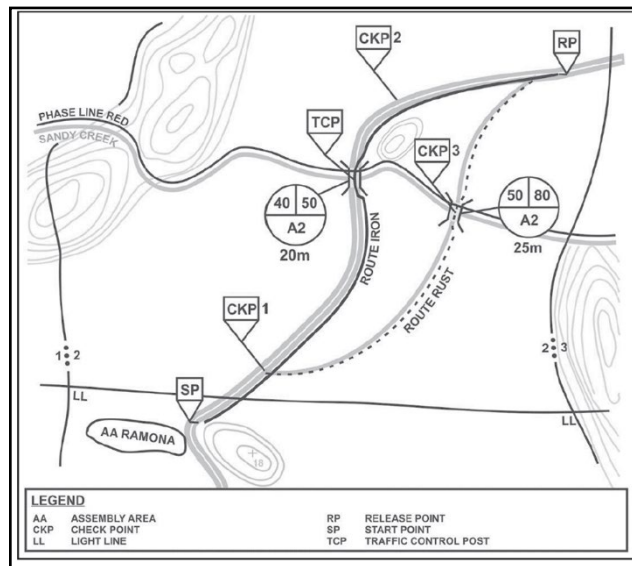 CKP 2
RP
PHASE LINE RED
SANDY CREEK
TCP
CKP 3
40 50
A2
20m
50 80
A2
25m
ROUTE IRON
ROUTE RUST
CKP 1
1 2
2 3
LL
SP
LL
AA RAMONA
18
LEGEND
AA ASSEMBLY AREA
CKP CHECK POINT
LL LIGHT LINE
RP RELEASE POINT
SP START POINT
TCP TRAFFIC CONTROL POST